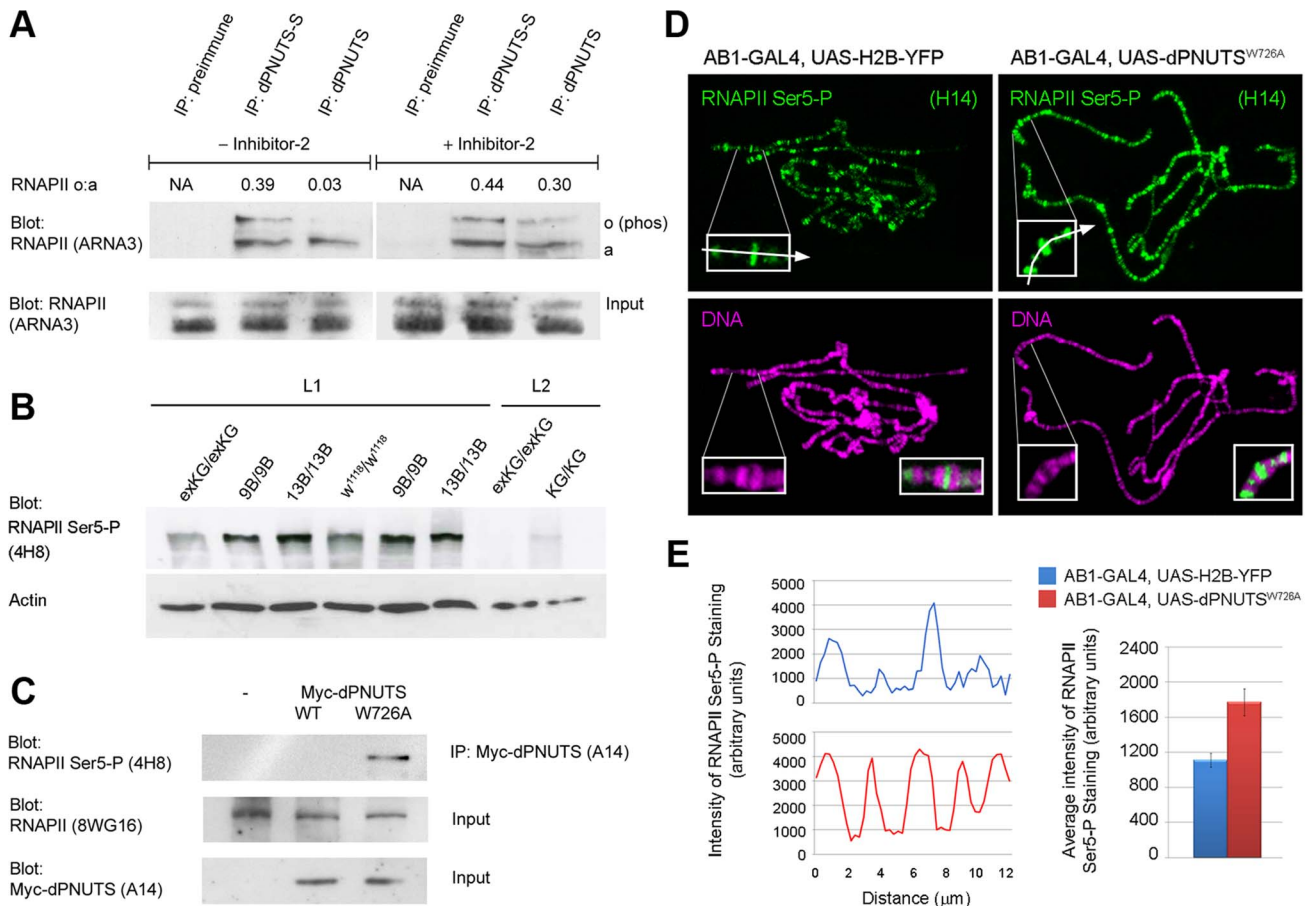 A
IP: preimmune
IP: dPNUTS-S
IP: dPNUTS
IP: preimmune
IP: dPNUTS-S
IP: dPNUTS
– Inhibitor-2
+ Inhibitor-2
RNAPII o:a
NA
0.39
0.03
NA
0.44
0.30
Blot:
RNAPII (ARNA3)
o (phos)
a
Blot: RNAPII
(ARNA3)
Input
B
L1
L2
exKG/exKG
9B/9B
13B/13B
w¹¹¹⁸/w¹¹¹⁸
9B/9B
13B/13B
exKG/exKG
KG/KG
Blot:
RNAPII Ser5-P
(4H8)
Actin
C
-
Myc-dPNUTS
WT
W726A
Blot:
RNAPII Ser5-P (4H8)
IP: Myc-dPNUTS (A14)
Blot:
RNAPII (8WG16)
Input
Blot:
Myc-dPNUTS (A14)
Input
D
AB1-GAL4, UAS-H2B-YFP
AB1-GAL4, UAS-dPNUTSᵂ⁷²⁶ᴬ
RNAPII Ser5-P
(H14)
RNAPII Ser5-P
(H14)
DNA
DNA
E
Intensity of RNAPII Ser5-P Staining
(arbitrary units)
5000
4000
3000
2000
1000
0
5000
4000
3000
2000
1000
0
0 2 4 6 8 10 12
Distance (μm)
AB1-GAL4, UAS-H2B-YFP
AB1-GAL4, UAS-dPNUTSᵂ⁷²⁶ᴬ
Average intensity of RNAPII
Ser5-P Staining (arbitrary units)
2400
2000
1600
1200
800
400
0